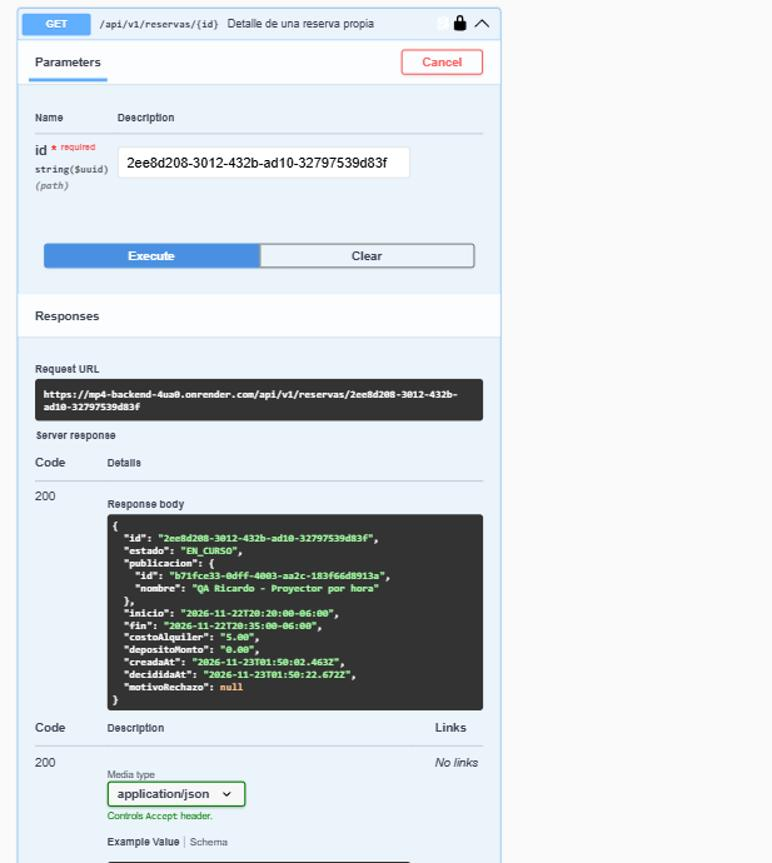 GET /api/v1/reservas/{id} Detalle de una reserva propia
Parameters
Cancel
Name Description
id * required
string($uuid)
(path)
2ee8d208-3012-432b-ad10-32797539d83f
Execute Clear
Responses
Request URL
https://mp4-backend-4ua0.onrender.com/api/v1/reservas/2ee8d208-3012-432b-
ad10-32797539d83f
Server response
Code Details
200
Response body
{
"id": "2ee8d208-3012-432b-ad10-32797539d83f",
"estado": "EN_CURSO",
"publicacion": {
"id": "b71fce33-0dff-4003-aa2c-183f66d8913a",
"nombre": "QA Ricardo - Proyector por hora"
},
"inicio": "2026-11-22T20:20:00-06:00",
"fin": "2026-11-22T20:35:00-06:00",
"costoAlquiler": "5.00",
"depositoMonto": "0.00",
"creadaAt": "2026-11-23T01:50:02.463Z",
"decididaAt": "2026-11-23T01:50:22.672Z",
"motivoRechazo": null
}
Code Description Links
200 No links
Media type
application/json
Controls Accept header.
Example Value | Schema